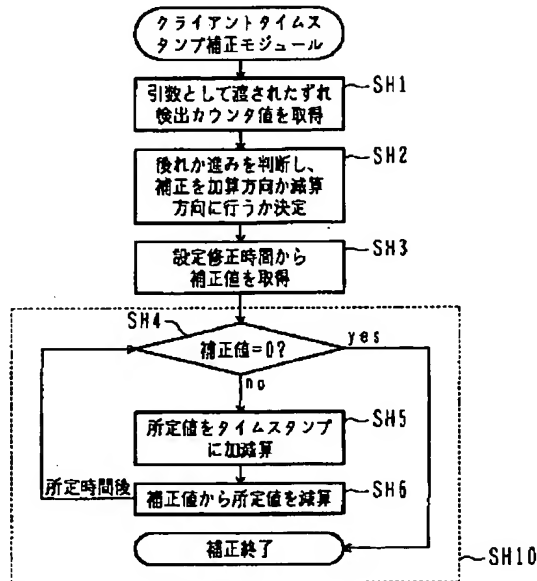 クライアントタイムス
タンプ補正モジュール
引数として渡されたずれ
検出カウンタ値を取得
SH1
後れか進みを判断し、
補正を加算方向か減算
方向に行うか決定
SH2
設定修正時間から
補正値を取得
SH3
SH4
補正値=0?
yes
no
所定値をタイムスタンプ
に加減算
SH5
補正値から所定値を減算
SH6
所定時間後
補正終了
SH10